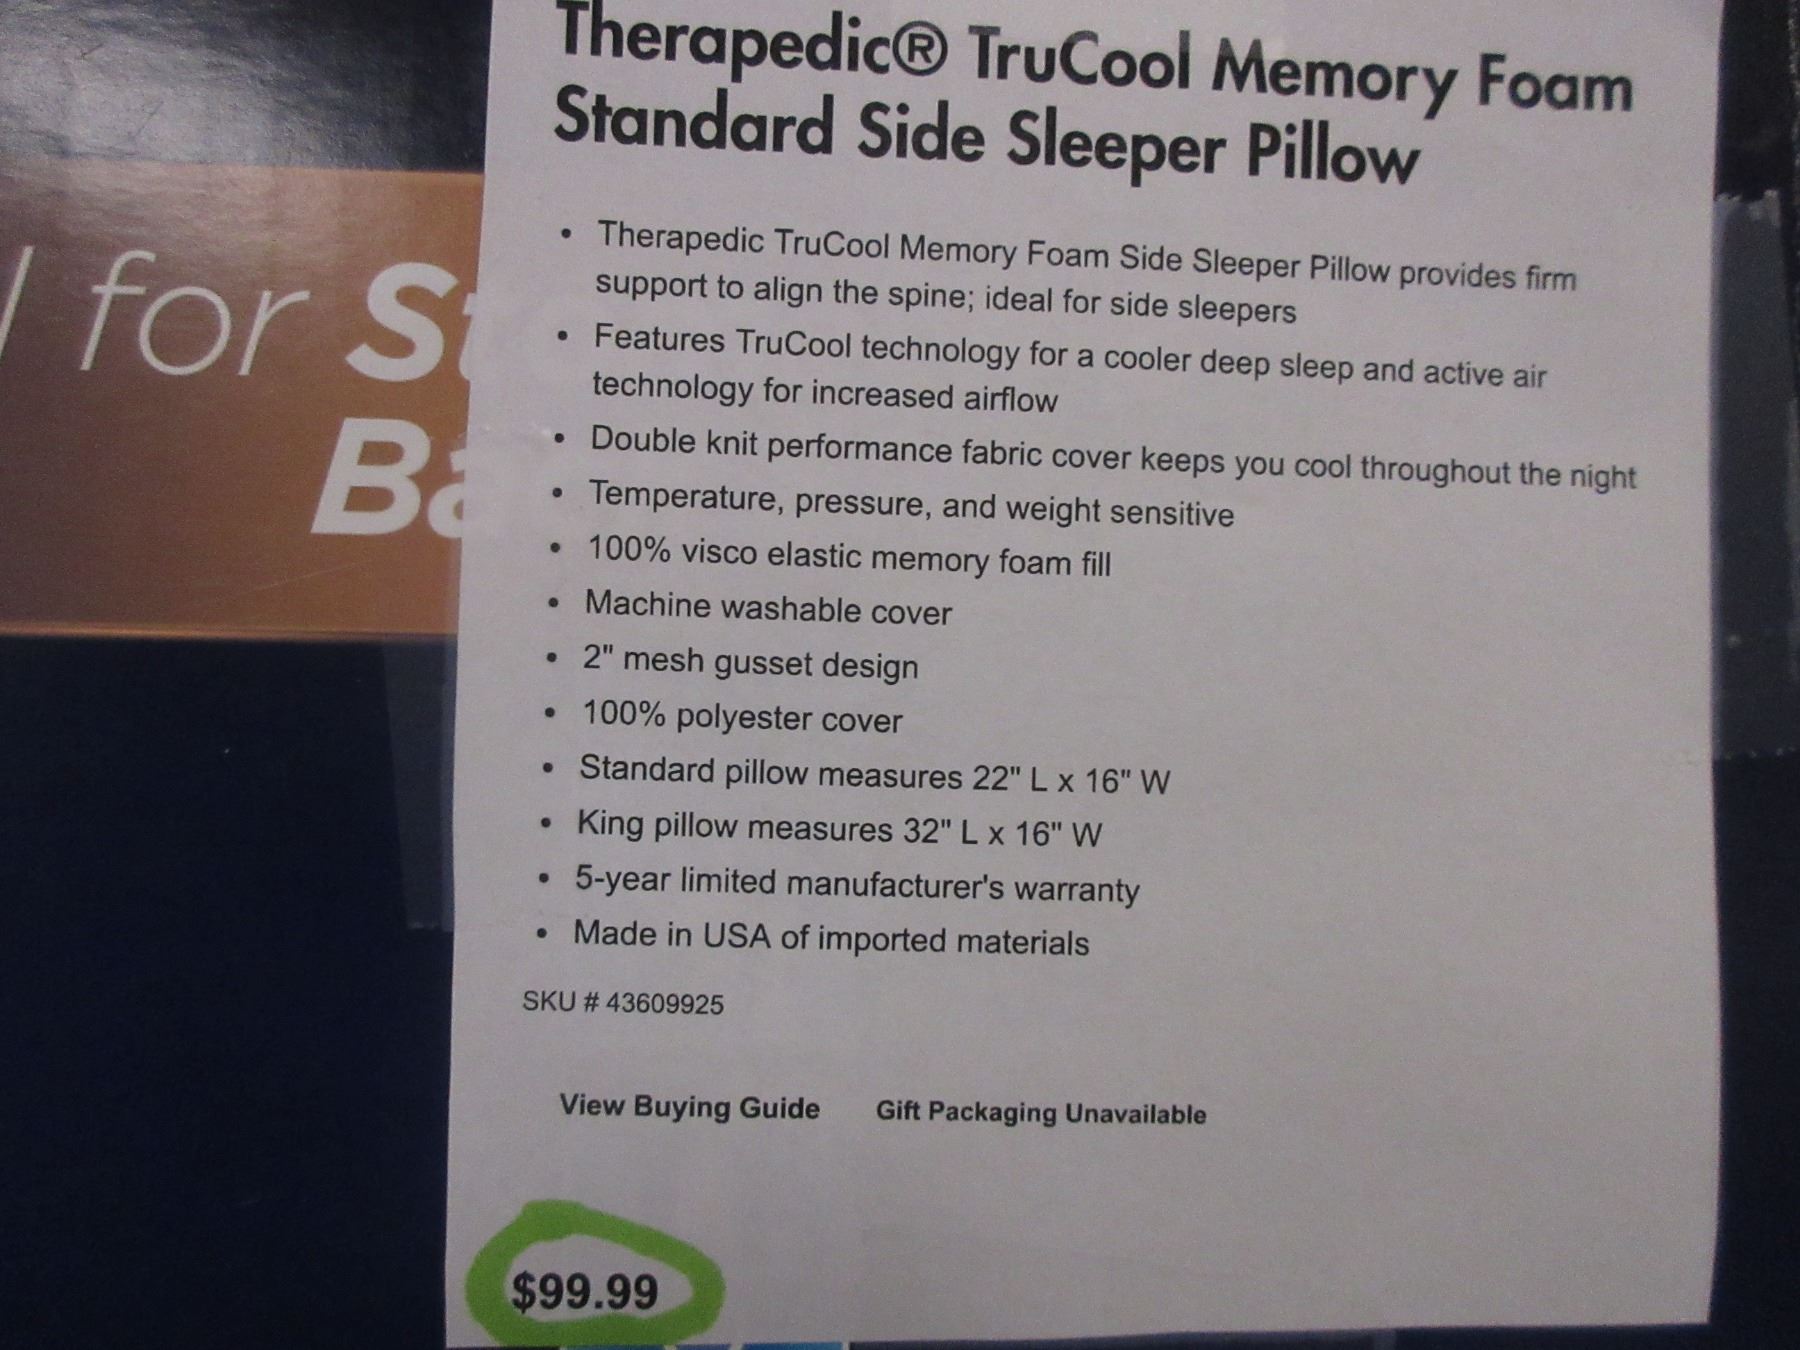 Therapedic® TruCool Memory Foam
Standard Side Sleeper Pillow
• Therapedic TruCool Memory Foam Side Sleeper Pillow provides firm
support to align the spine; ideal for side sleepers
• Features TruCool technology for a cooler deep sleep and active air
technology for increased airflow
• Double knit performance fabric cover keeps you cool throughout the night
• Temperature, pressure, and weight sensitive
• 100% visco elastic memory foam fill
• Machine washable cover
• 2" mesh gusset design
• 100% polyester cover
• Standard pillow measures 22" L x 16" W
• King pillow measures 32" L x 16" W
• 5-year limited manufacturer's warranty
• Made in USA of imported materials
SKU # 43609925
View Buying Guide Gift Packaging Unavailable
$99.99
for